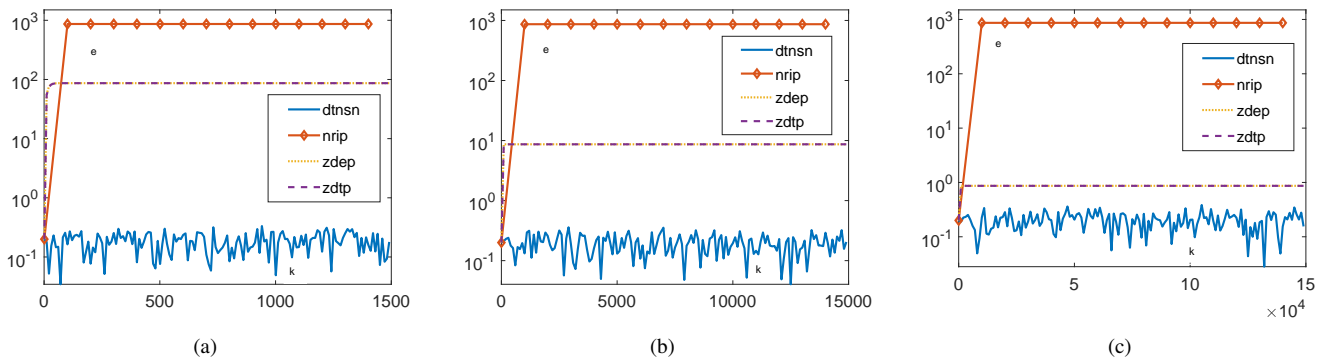 10^3
10^2
10^1
10^0
10^-1
e
dtnsn
nrip
zdep
zdtp
k
0 500 1000 1500
(a)
10^3
10^2
10^1
10^0
10^-1
e
dtnsn
nrip
zdep
zdtp
k
0 5000 10000 15000
(b)
10^3
10^2
10^1
10^0
10^-1
e
dtnsn
nrip
zdep
zdtp
k
0 5 10 15
×10^4
(c)